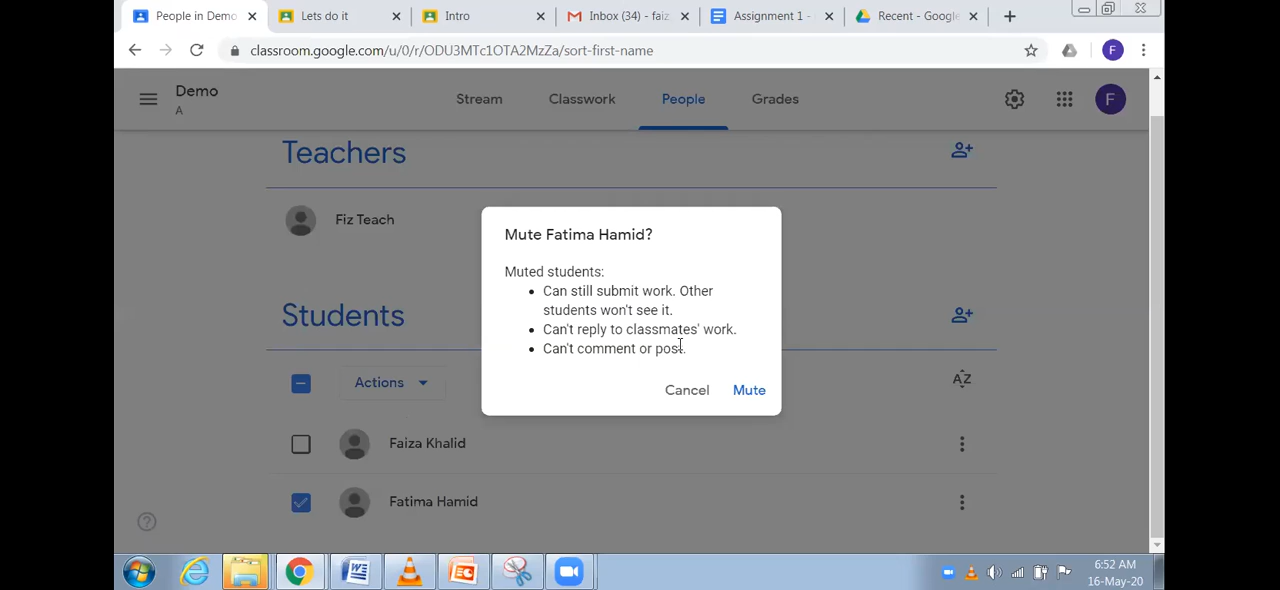 People in Demo
Lets do it
Intro
Inbox (34) - faiz
Assignment 1 -
Recent - Google
classroom.google.com/u/0/r/ODU3MTc1OTA2MzZa/sort-first-name
F
Demo
A
Stream
Classwork
People
Grades
F
Teachers
Fiz Teach
Mute Fatima Hamid?
Muted students:
Can still submit work. Other
students won't see it.
Can't reply to classmates' work.
Can't comment or post.
Cancel
Mute
Students
Actions
AZ
Faiza Khalid
Fatima Hamid
6:52 AM
16-May-20